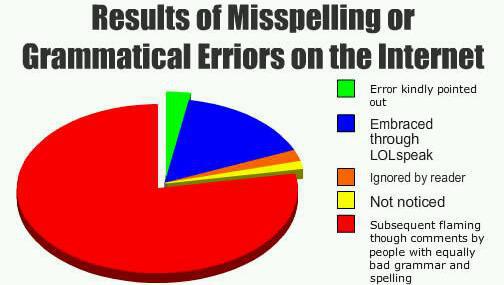 Results of Misspelling or
Grammatical Erriors on the Internet
Error kindly pointed
out
Embraced
through
LOLspeak
Ignored by reader
Not noticed
Subsequent flaming
though comments by
people with equally
bad grammar and
spelling